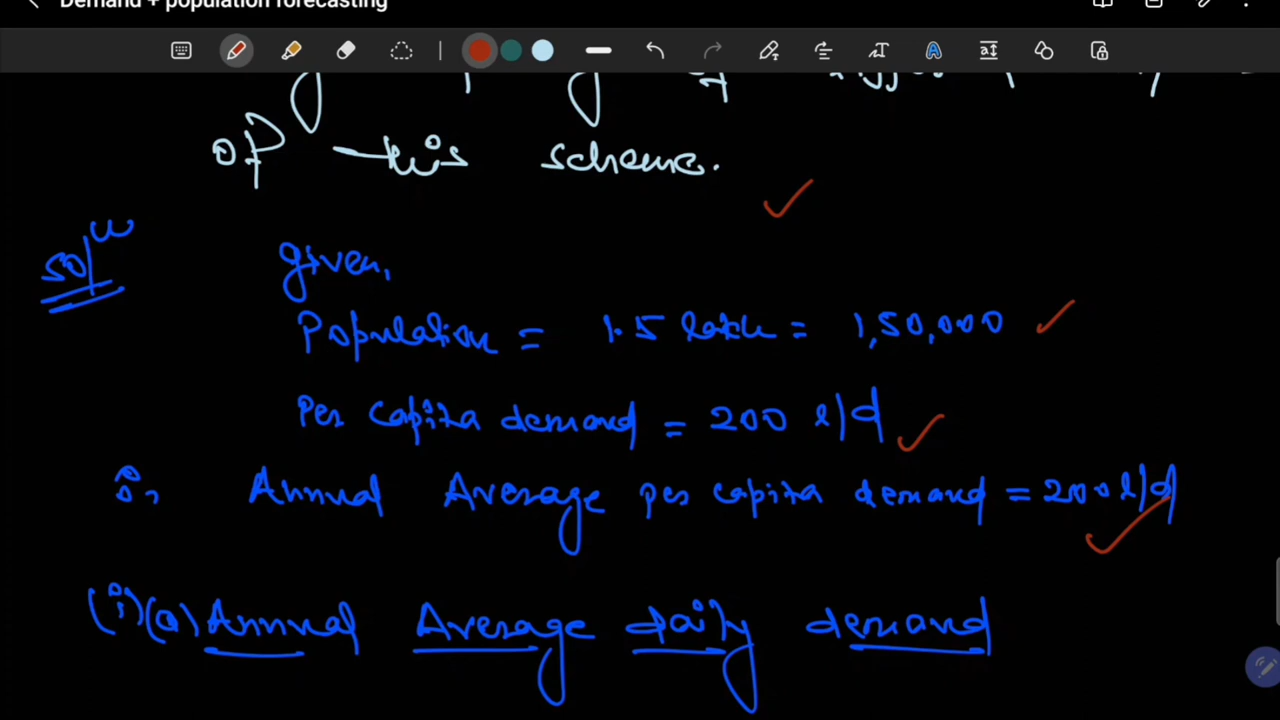 Demand + population forecasting
of this scheme.
Solⁿ
given,
Population = 1.5 lakh = 1,50,000
Per capita demand = 200 l/d
i, Annual Average per capita demand = 200 l/d
(i)(a) Annual Average daily demand